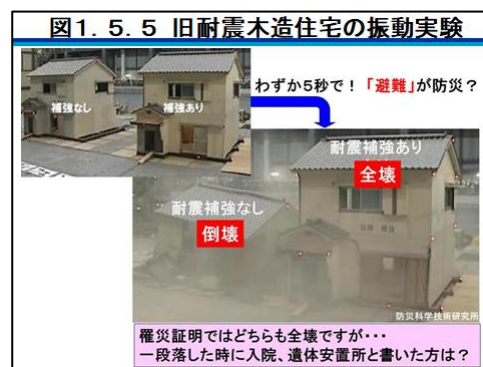 図1.5.5 旧耐震木造住宅の振動実験
補強なし
補強あり
わずか5秒で!「避難」が防災?
耐震補強あり
全壊
耐震補強なし
倒壊
防災科学技術研究所
罹災証明ではどちらも全壊ですが・・・
一段落した時に入院、遺体安置所と書いた方は?